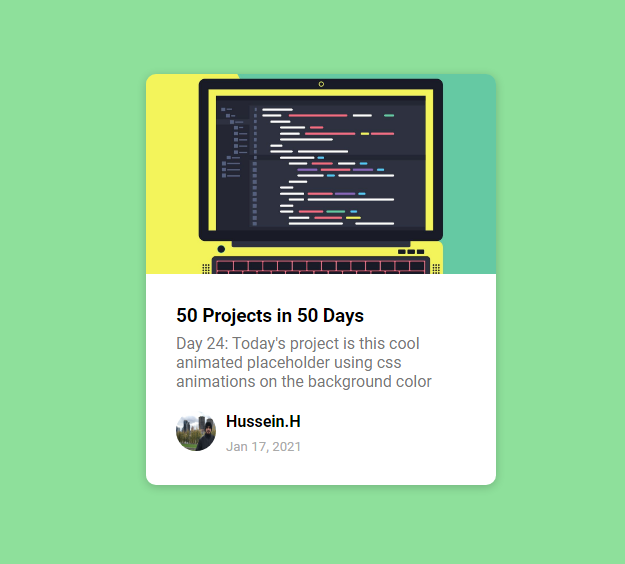 50 Projects in 50 Days
Day 24: Today's project is this cool
animated placeholder using css
animations on the background color
Hussein.H
Jan 17, 2021